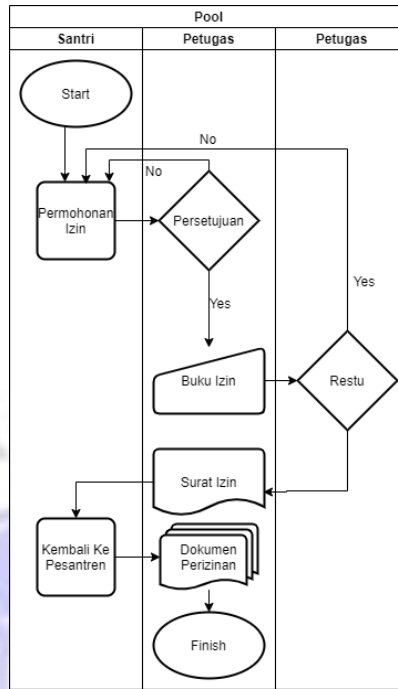 Pool
Santri
Petugas
Petugas
Start
No
No
Permohonan
Izin
Persetujuan
Yes
Yes
Buku Izin
Restu
Surat Izin
Kembali Ke
Pesantren
Dokumen
Perizinan
Finish